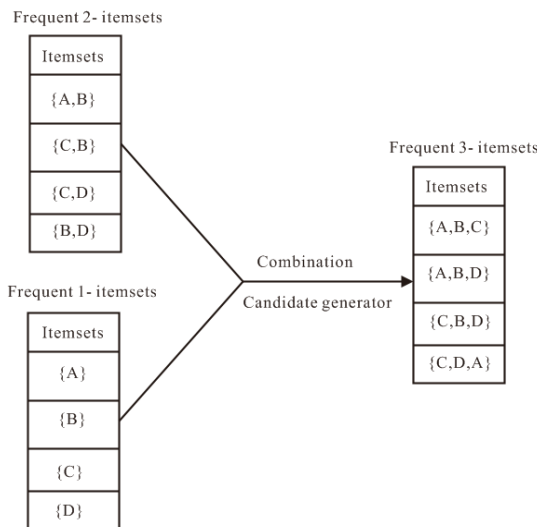 Frequent 2- itemsets
Itemsets
{A,B}
{C,B}
{C,D}
{B,D}
Frequent 1- itemsets
Itemsets
{A}
{B}
{C}
{D}
Combination
Candidate generator
Frequent 3- itemsets
Itemsets
{A,B,C}
{A,B,D}
{C,B,D}
{C,D,A}